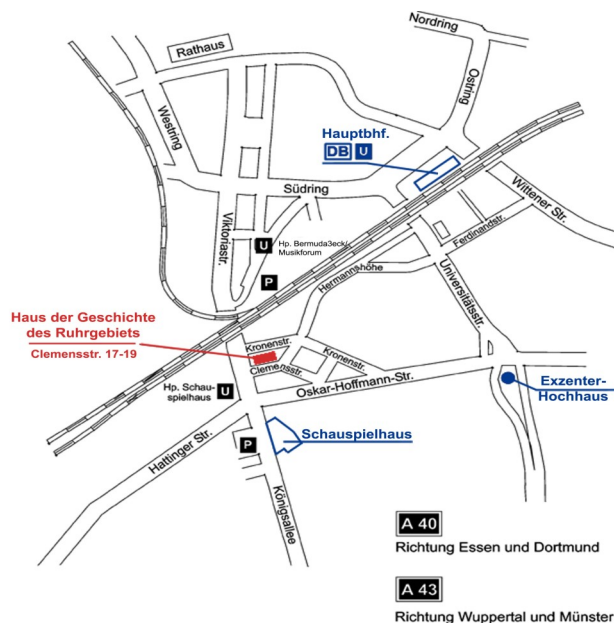 Nordring
Rathaus
Ostring
Westring
Hauptbhf.
DB U
Südring
Wittener Str.
Viktoriastr.
U
Hp. Bermuda3eck/
Musikforum
Ferdinandstr.
P
Hermannshöhe
Universitätsstr.
Haus der Geschichte
des Ruhrgebiets
Clemensstr. 17-19
Kronenstr.
Kronenstr.
Clemensstr.
Hp. Schau-
spielhaus
U
Oskar-Hoffmann-Str.
Exzenter-
Hochhaus
Schauspielhaus
Hattinger Str.
P
Königsallee
A 40
Richtung Essen und Dortmund
A 43
Richtung Wuppertal und Münster